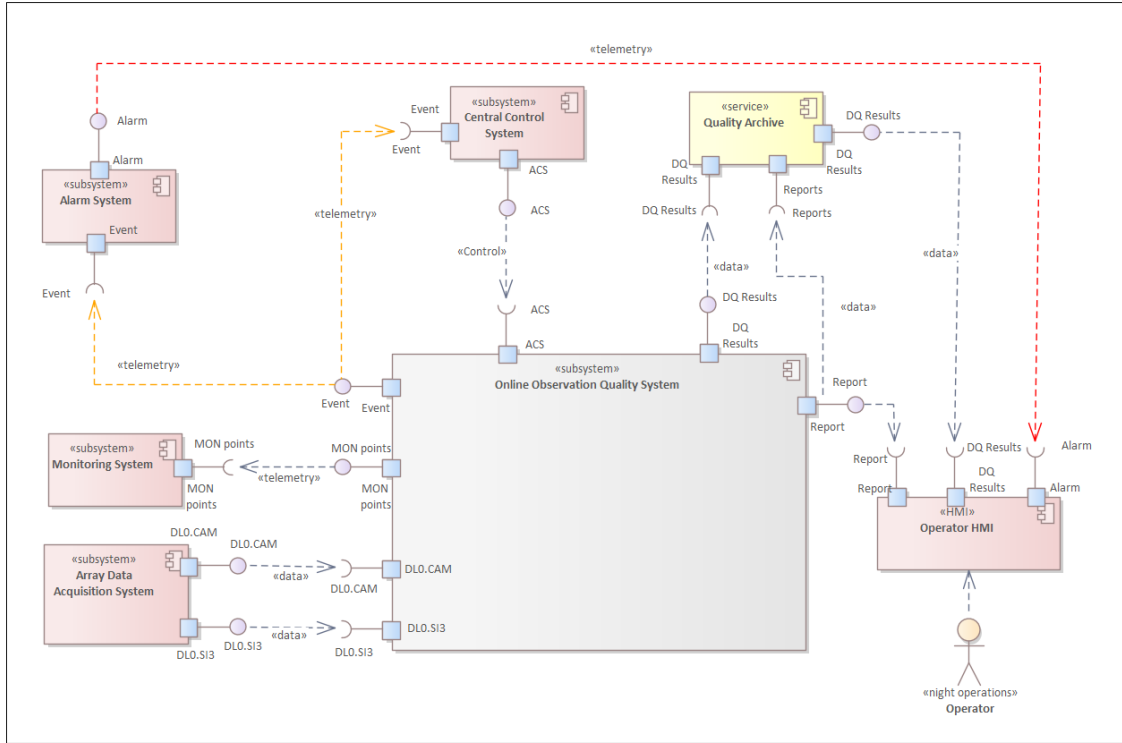 «telemetry»
Alarm
Alarm
«subsystem»
Alarm System
Event
Event
«telemetry»
«telemetry»
Event
Event
«subsystem»
Central Control
System
ACS
ACS
«Control»
ACS
ACS
«service»
Quality Archive
DQ Results
DQ
Results
DQ
Results
DQ Results
Reports
Reports
«data»
«data»
«data»
DQ Results
DQ
Results
«subsystem»
Online Observation Quality System
Event
Event
Report
Report
«subsystem»
Monitoring System
MON points
MON
points
«telemetry»
MON points
MON
points
«subsystem»
Array Data
Acquisition System
DL0.CAM
DL0.CAM
«data»
DL0.CAM
DL0.CAM
DL0.SI3
DL0.SI3
«data»
DL0.SI3
DL0.SI3
Report
Report
DQ Results
DQ
Results
Alarm
Alarm
«HMI»
Operator HMI
«night operations»
Operator